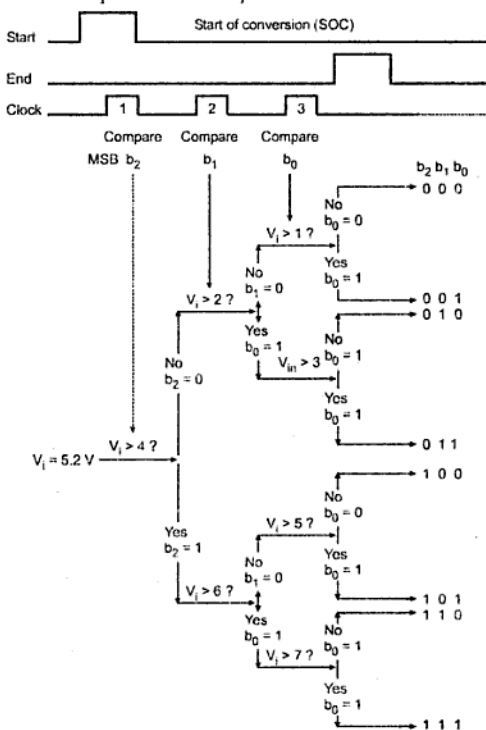 Start
Start of conversion (SOC)
End
Clock
1
2
3
Compare
Compare
Compare
MSB b2
b1
b0
b2 b1 b0
0 0 0
No
b0 = 0
Vi > 1 ?
Yes
b0 = 1
No
b1 = 0
0 0 1
Vi > 2 ?
0 1 0
Yes
b0 = 1
No
b0 = 1
Vin > 3
No
b2 = 0
Yes
b0 = 1
Vi > 4 ?
0 1 1
Vi = 5.2 V
1 0 0
No
b0 = 0
Vi > 5 ?
Yes
b2 = 1
Yes
b0 = 1
No
b1 = 0
Vi > 6 ?
1 0 1
1 1 0
Yes
b0 = 1
No
b0 = 1
Vi > 7 ?
Yes
b0 = 1
1 1 1